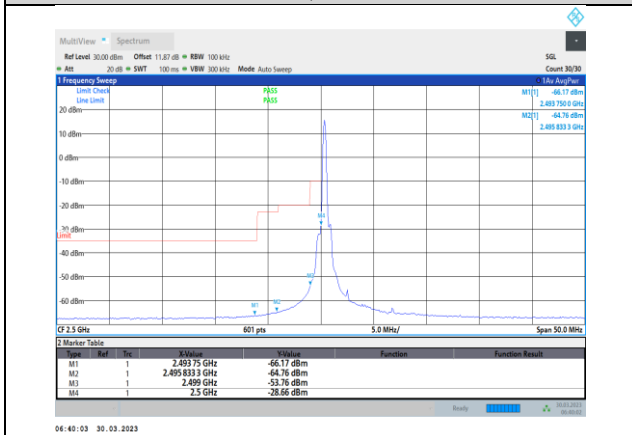 MultiView Spectrum
Ref Level 30.00 dBm Offset 11.87 dB RBW 100 kHz SGL
Att 20 dB SWT 100 ms VBW 300 kHz Mode Auto Sweep Count 30/30
1 Frequency Sweep 1Av AvgPwr
Limit Check PASS M1[1] -66.17 dBm
Line Limit PASS 2.493 750 0 GHz
M2[1] -64.76 dBm
2.495 833 3 GHz
20 dBm
10 dBm
0 dBm
-10 dBm
-20 dBm
M4
-30 dBm
Limit
-40 dBm
-50 dBm
M3
-60 dBm
M1 M2
CF 2.5 GHz 601 pts 5.0 MHz/ Span 50.0 MHz
2 Marker Table
Type Ref Trc X-Value Y-Value Function Function Result
M1 1 2.493 75 GHz -66.17 dBm
M2 1 2.495 833 3 GHz -64.76 dBm
M3 1 2.499 GHz -53.76 dBm
M4 1 2.5 GHz -28.66 dBm
Ready 30.03.2023
06:40:02
06:40:03 30.03.2023